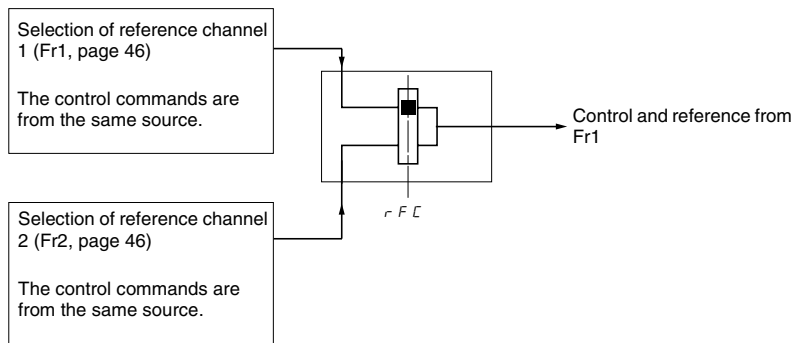 Selection of reference channel
1 (Fr1, page 46)
The control commands are
from the same source.
Control and reference from
Fr1
rFC
Selection of reference channel
2 (Fr2, page 46)
The control commands are
from the same source.